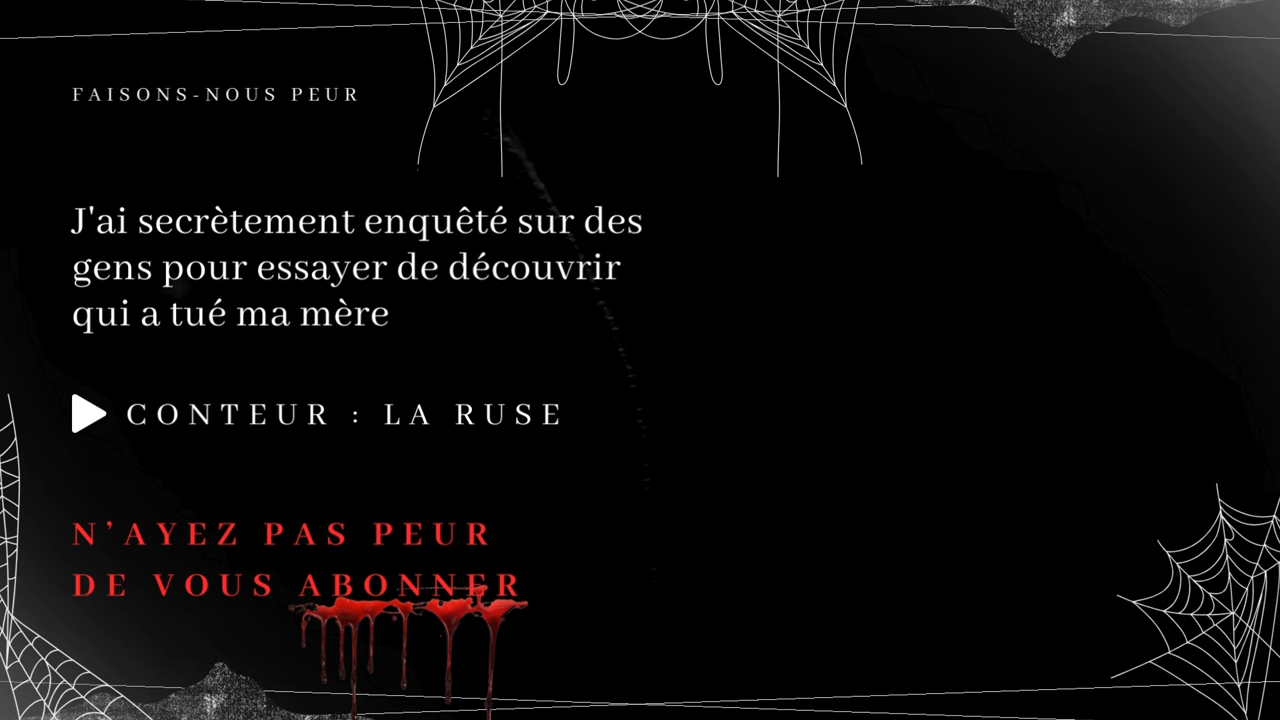 FAISONS-NOUS PEUR
J'ai secrètement enquêté sur des
gens pour essayer de découvrir
qui a tué ma mère
CONTEUR : LA RUSE
N’AYEZ PAS PEUR
DE VOUS ABONNER